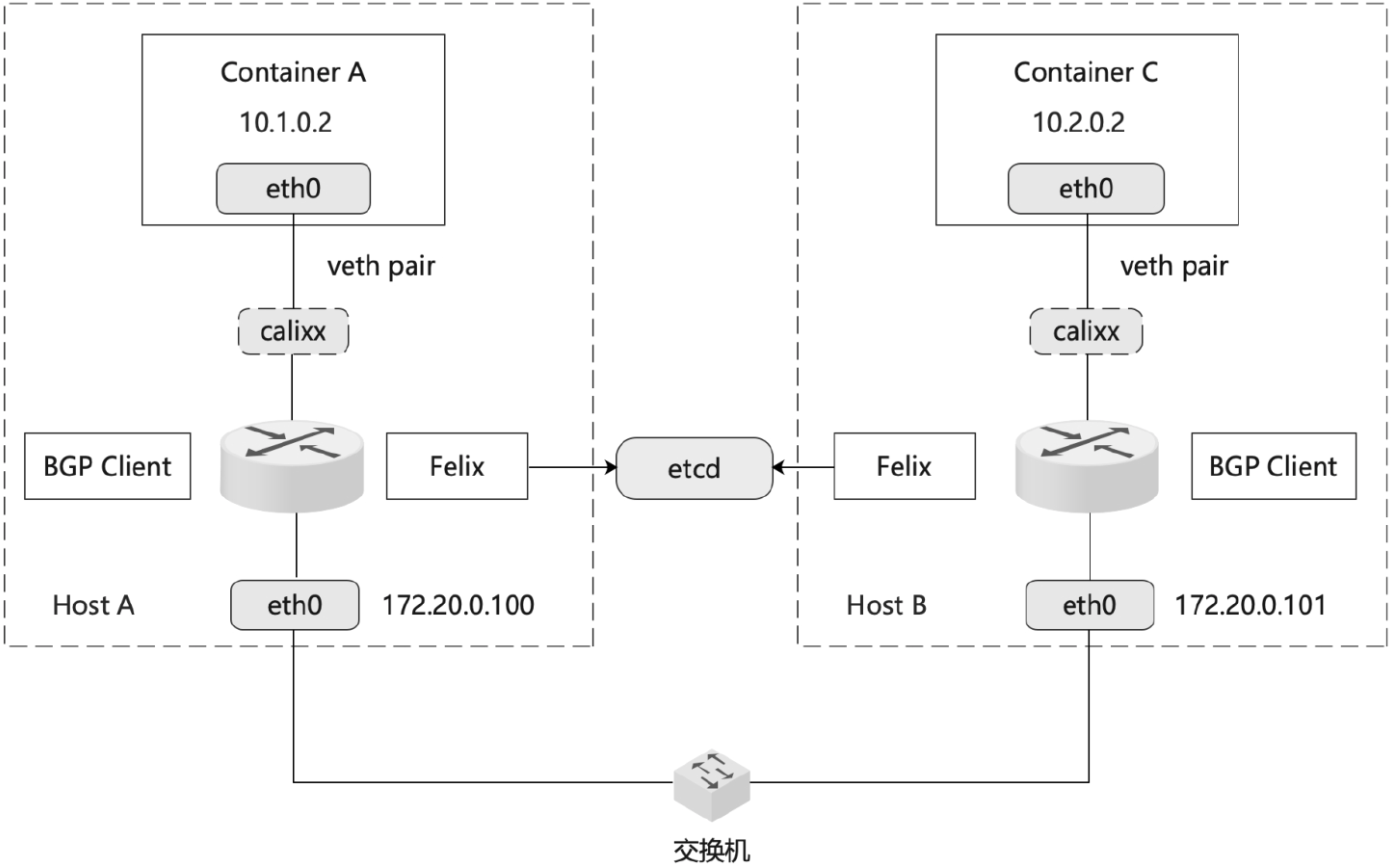 Container A
10.1.0.2
eth0
veth pair
calixx
BGP Client
Felix
Host A
eth0
172.20.0.100
etcd
Container C
10.2.0.2
eth0
veth pair
calixx
Felix
BGP Client
Host B
eth0
172.20.0.101
交换机